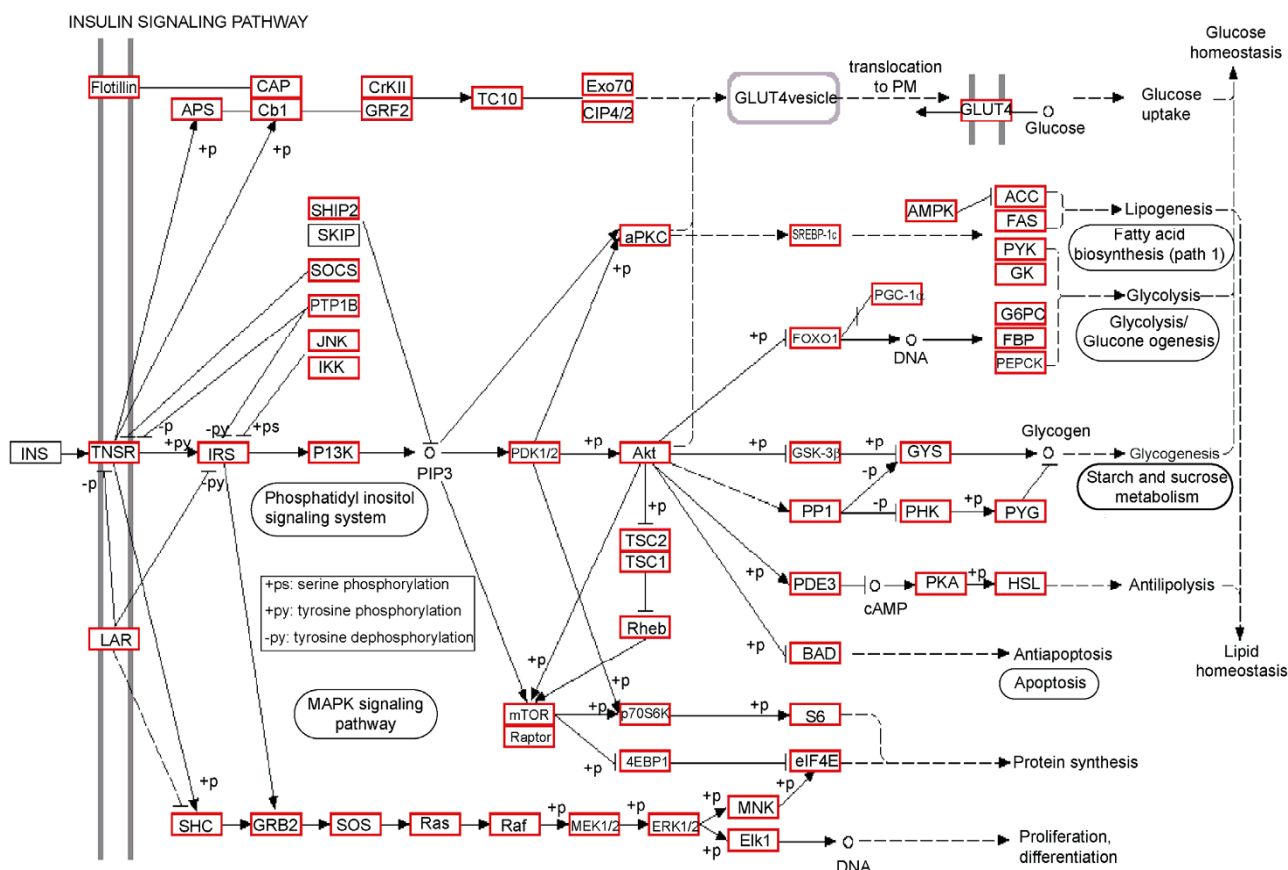 INSULIN SIGNALING PATHWAY
Glucose
homeostasis
Flotillin
CAP
CrKII
Exo70
translocation
to PM
APS
Cb1
GRF2
TC10
CIP4/2
GLUT4vesicle
GLUT4
Glucose
Glucose
uptake
+p
+p
SHIP2
SKIP
aPKC
+p
SREBP-1c
AMPK
ACC
FAS
Lipogenesis
Fatty acid
biosynthesis (path 1)
SOCS
PTP1B
JNK
IKK
PYK
GK
PGC-1α
Glycolysis
G6PC
FBP
PEPCK
Glycolysis/
Glucone ogenesis
+p
FOXO1
DNA
-p
+py
-py
+ps
INS
TNSR
IRS
P13K
PIP3
PDK1/2
+p
Akt
+p
GSK-3β
+p
GYS
Glycogen
Glycogenesis
Starch and sucrose
metabolism
-p
-py
Phosphatidyl inositol
signaling system
+p
-p
PP1
-p
PHK
+p
PYG
TSC2
TSC1
+ps: serine phosphorylation
+py: tyrosine phosphorylation
-py: tyrosine dephosphorylation
+p
PDE3
cAMP
PKA
+p
HSL
Antilipolysis
LAR
Rheb
+p
+p
BAD
Antiapoptosis
Apoptosis
Lipid
homeostasis
MAPK signaling
pathway
+p
mTOR
Raptor
+p
p70S6K
+p
S6
+p
4EBP1
+p
eIF4E
Protein synthesis
+p
SHC
GRB2
SOS
Ras
Raf
+p
MEK1/2
+p
ERK1/2
+p
MNK
+p
+p
Elk1
DNA
Proliferation,
differentiation